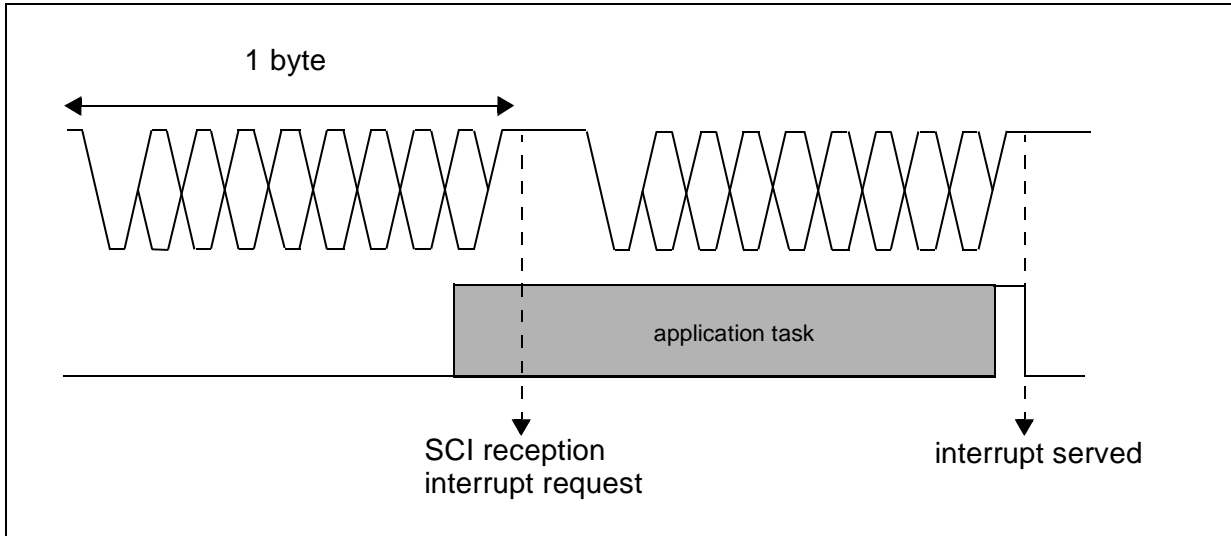 1 byte
application task
SCI reception
interrupt request
interrupt served